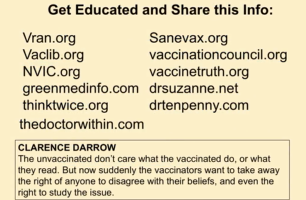 Get Educated and Share this Info:
Vran.org
Vaclib.org
NVIC.org
greenmedinfo.com
thinktwice.org
thedoctorwithin.com
Sanevax.org
vaccinationcouncil.org
vaccinetruth.org
drsuzanne.net
drtenpenny.com
CLARENCE DARROW
The unvaccinated don't care what the vaccinated do, or what
they read. But now suddenly the vaccinators want to take away
the right of anyone to disagree with their beliefs, and even the
right to study the issue.